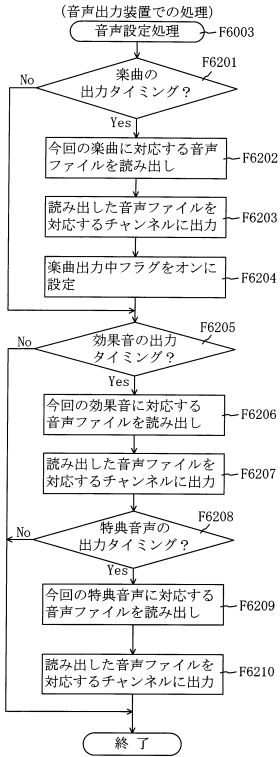 (音声出力装置での処理)
音声設定処理
F6003
F6201
楽曲の
出力タイミング？
No
Yes
今回の楽曲に対応する音声
ファイルを読み出し
F6202
読み出した音声ファイルを
対応するチャンネルに出力
F6203
楽曲出力中フラグをオンに
設定
F6204
F6205
効果音の出力
タイミング？
No
Yes
今回の効果音に対応する
音声ファイルを読み出し
F6206
読み出した音声ファイルを
対応するチャンネルに出力
F6207
F6208
特典音声の
出力タイミング？
No
Yes
今回の特典音声に対応する
音声ファイルを読み出し
F6209
読み出した音声ファイルを
対応するチャンネルに出力
F6210
終了